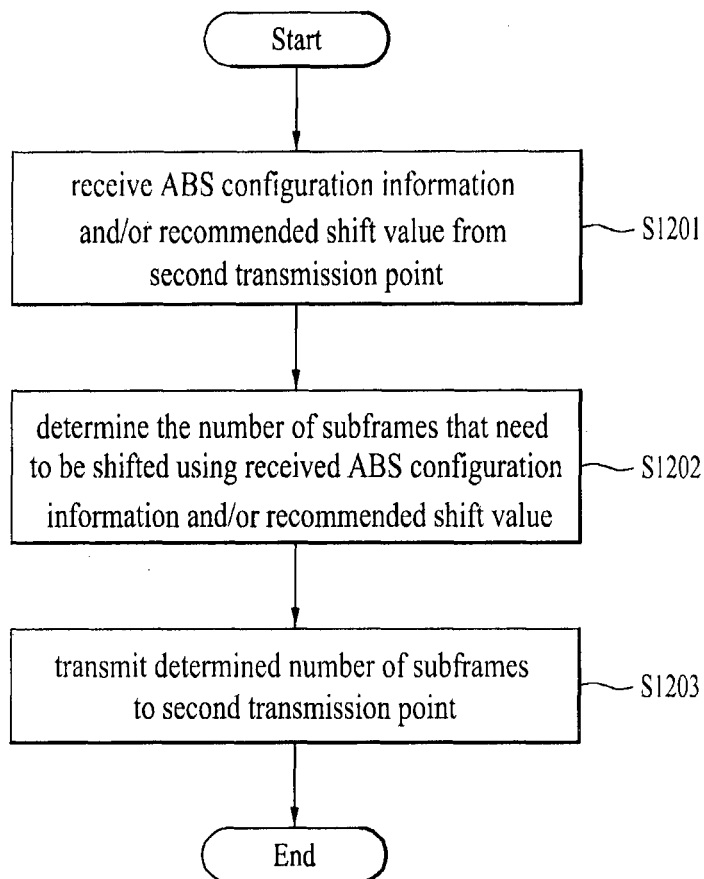 Start
receive ABS configuration information
and/or recommended shift value from
second transmission point
S1201
determine the number of subframes that need
to be shifted using received ABS configuration
information and/or recommended shift value
S1202
transmit determined number of subframes
to second transmission point
S1203
End